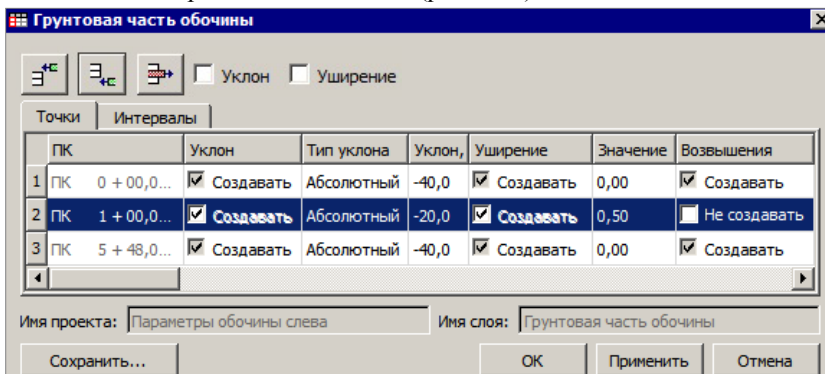 Грунтовая часть обочины
Уклон Уширение
Точки Интервалы
ПК Уклон Тип уклона Уклон, Уширение Значение Возвышения
1 ПК 0 + 00,0... Создавать Абсолютный -40,0 Создавать 0,00 Создавать
2 ПК 1 + 00,0... Создавать Абсолютный -20,0 Создавать 0,50 Не создавать
3 ПК 5 + 48,0... Создавать Абсолютный -40,0 Создавать 0,00 Создавать
Имя проекта: Параметры обочины слева Имя слоя: Грунтовая часть обочины
Сохранить... ОК Применить Отмена